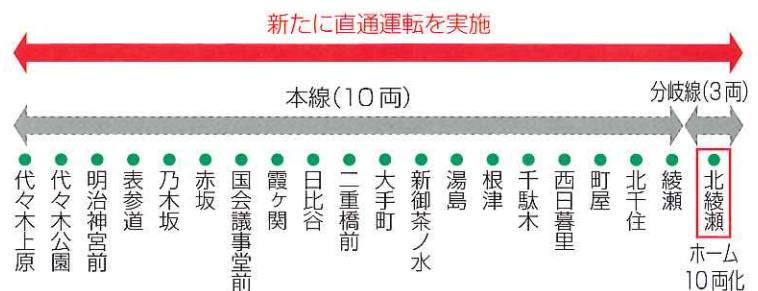 新たに直通運転を実施
本線(10両)
分岐線(3両)
代々木上原
代々木公園
明治神宮前
表参道
乃木坂
赤坂
国会議事堂前
霞ヶ関
日比谷
二重橋前
大手町
新御茶ノ水
湯島
根津
千駄木
西日暮里
町屋
北千住
綾瀬
北綾瀬
ホーム
10両化